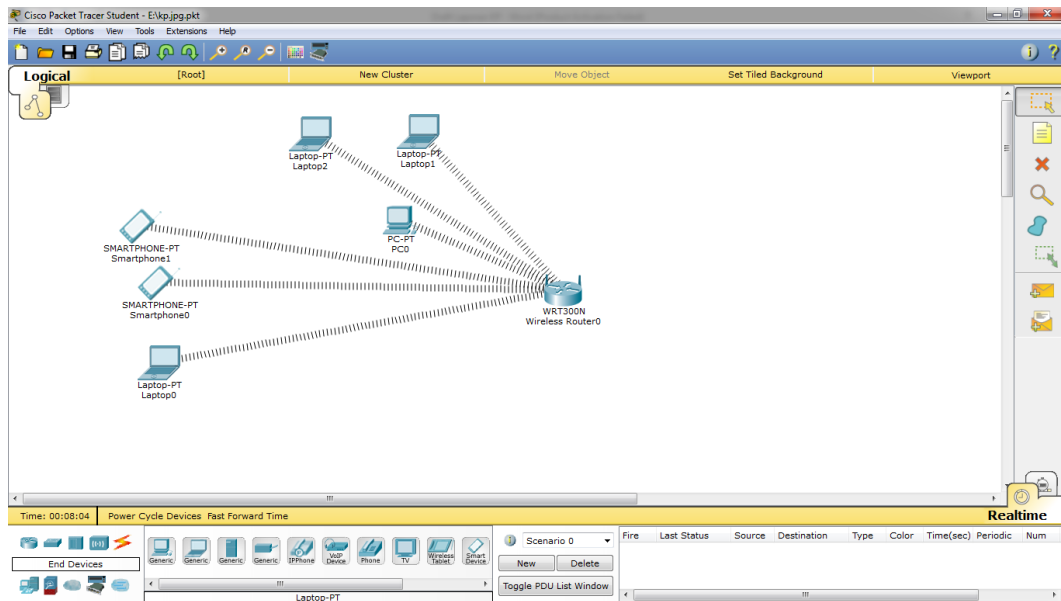 Cisco Packet Tracer Student - E:\kp.jpg.pkt
File Edit Options View Tools Extensions Help
Logical [Root] New Cluster Move Object Set Tiled Background Viewport
Laptop-PT
Laptop2
Laptop-PT
Laptop1
PC-PT
PC0
SMARTPHONE-PT
Smartphone1
SMARTPHONE-PT
Smartphone0
WRT300N
Wireless Router0
Laptop-PT
Laptop0
Time: 00:08:04 Power Cycle Devices Fast Forward Time Realtime
End Devices
Generic Generic Generic Generic IPPhone VoIP Device Phone TV Wireless Tablet Smart Device
Laptop-PT
Scenario 0
New Delete
Toggle PDU List Window
Fire Last Status Source Destination Type Color Time(sec) Periodic Num